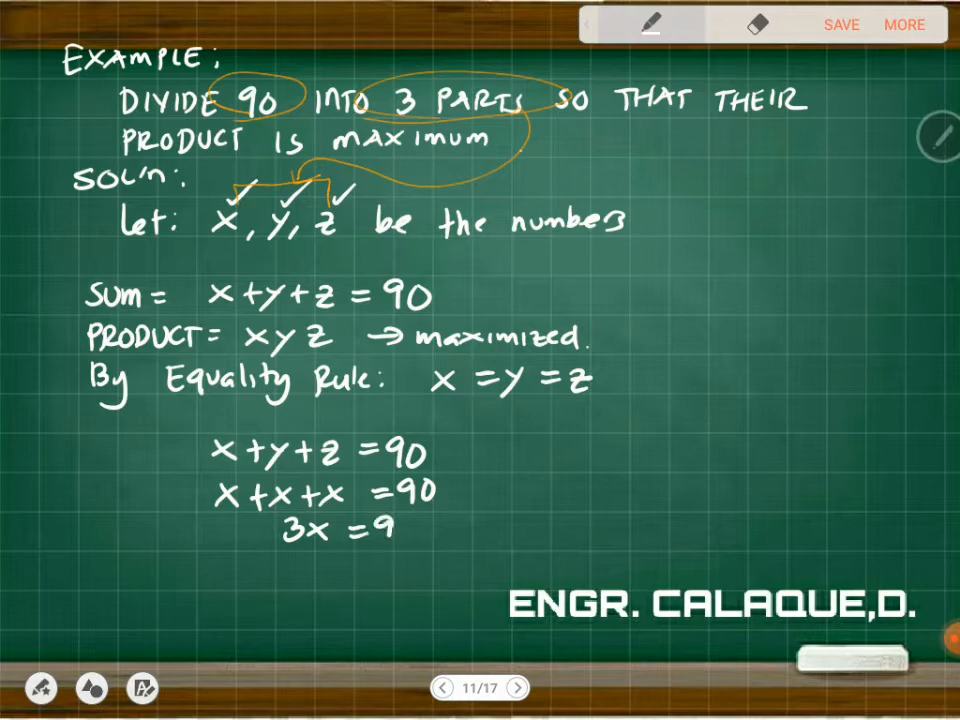 SAVE MORE
EXAMPLE:
DIVIDE 90 INTO 3 PARTS SO THAT THEIR
PRODUCT IS MAXIMUM
SOL'n:
Let: x, y, z be the numbers
SUM = x + y + z = 90
PRODUCT = x y z → maximized.
By Equality Rule: x = y = z
x + y + z = 90
x + x + x = 90
3x = 9
ENGR. CALAQUE,D.
11/17